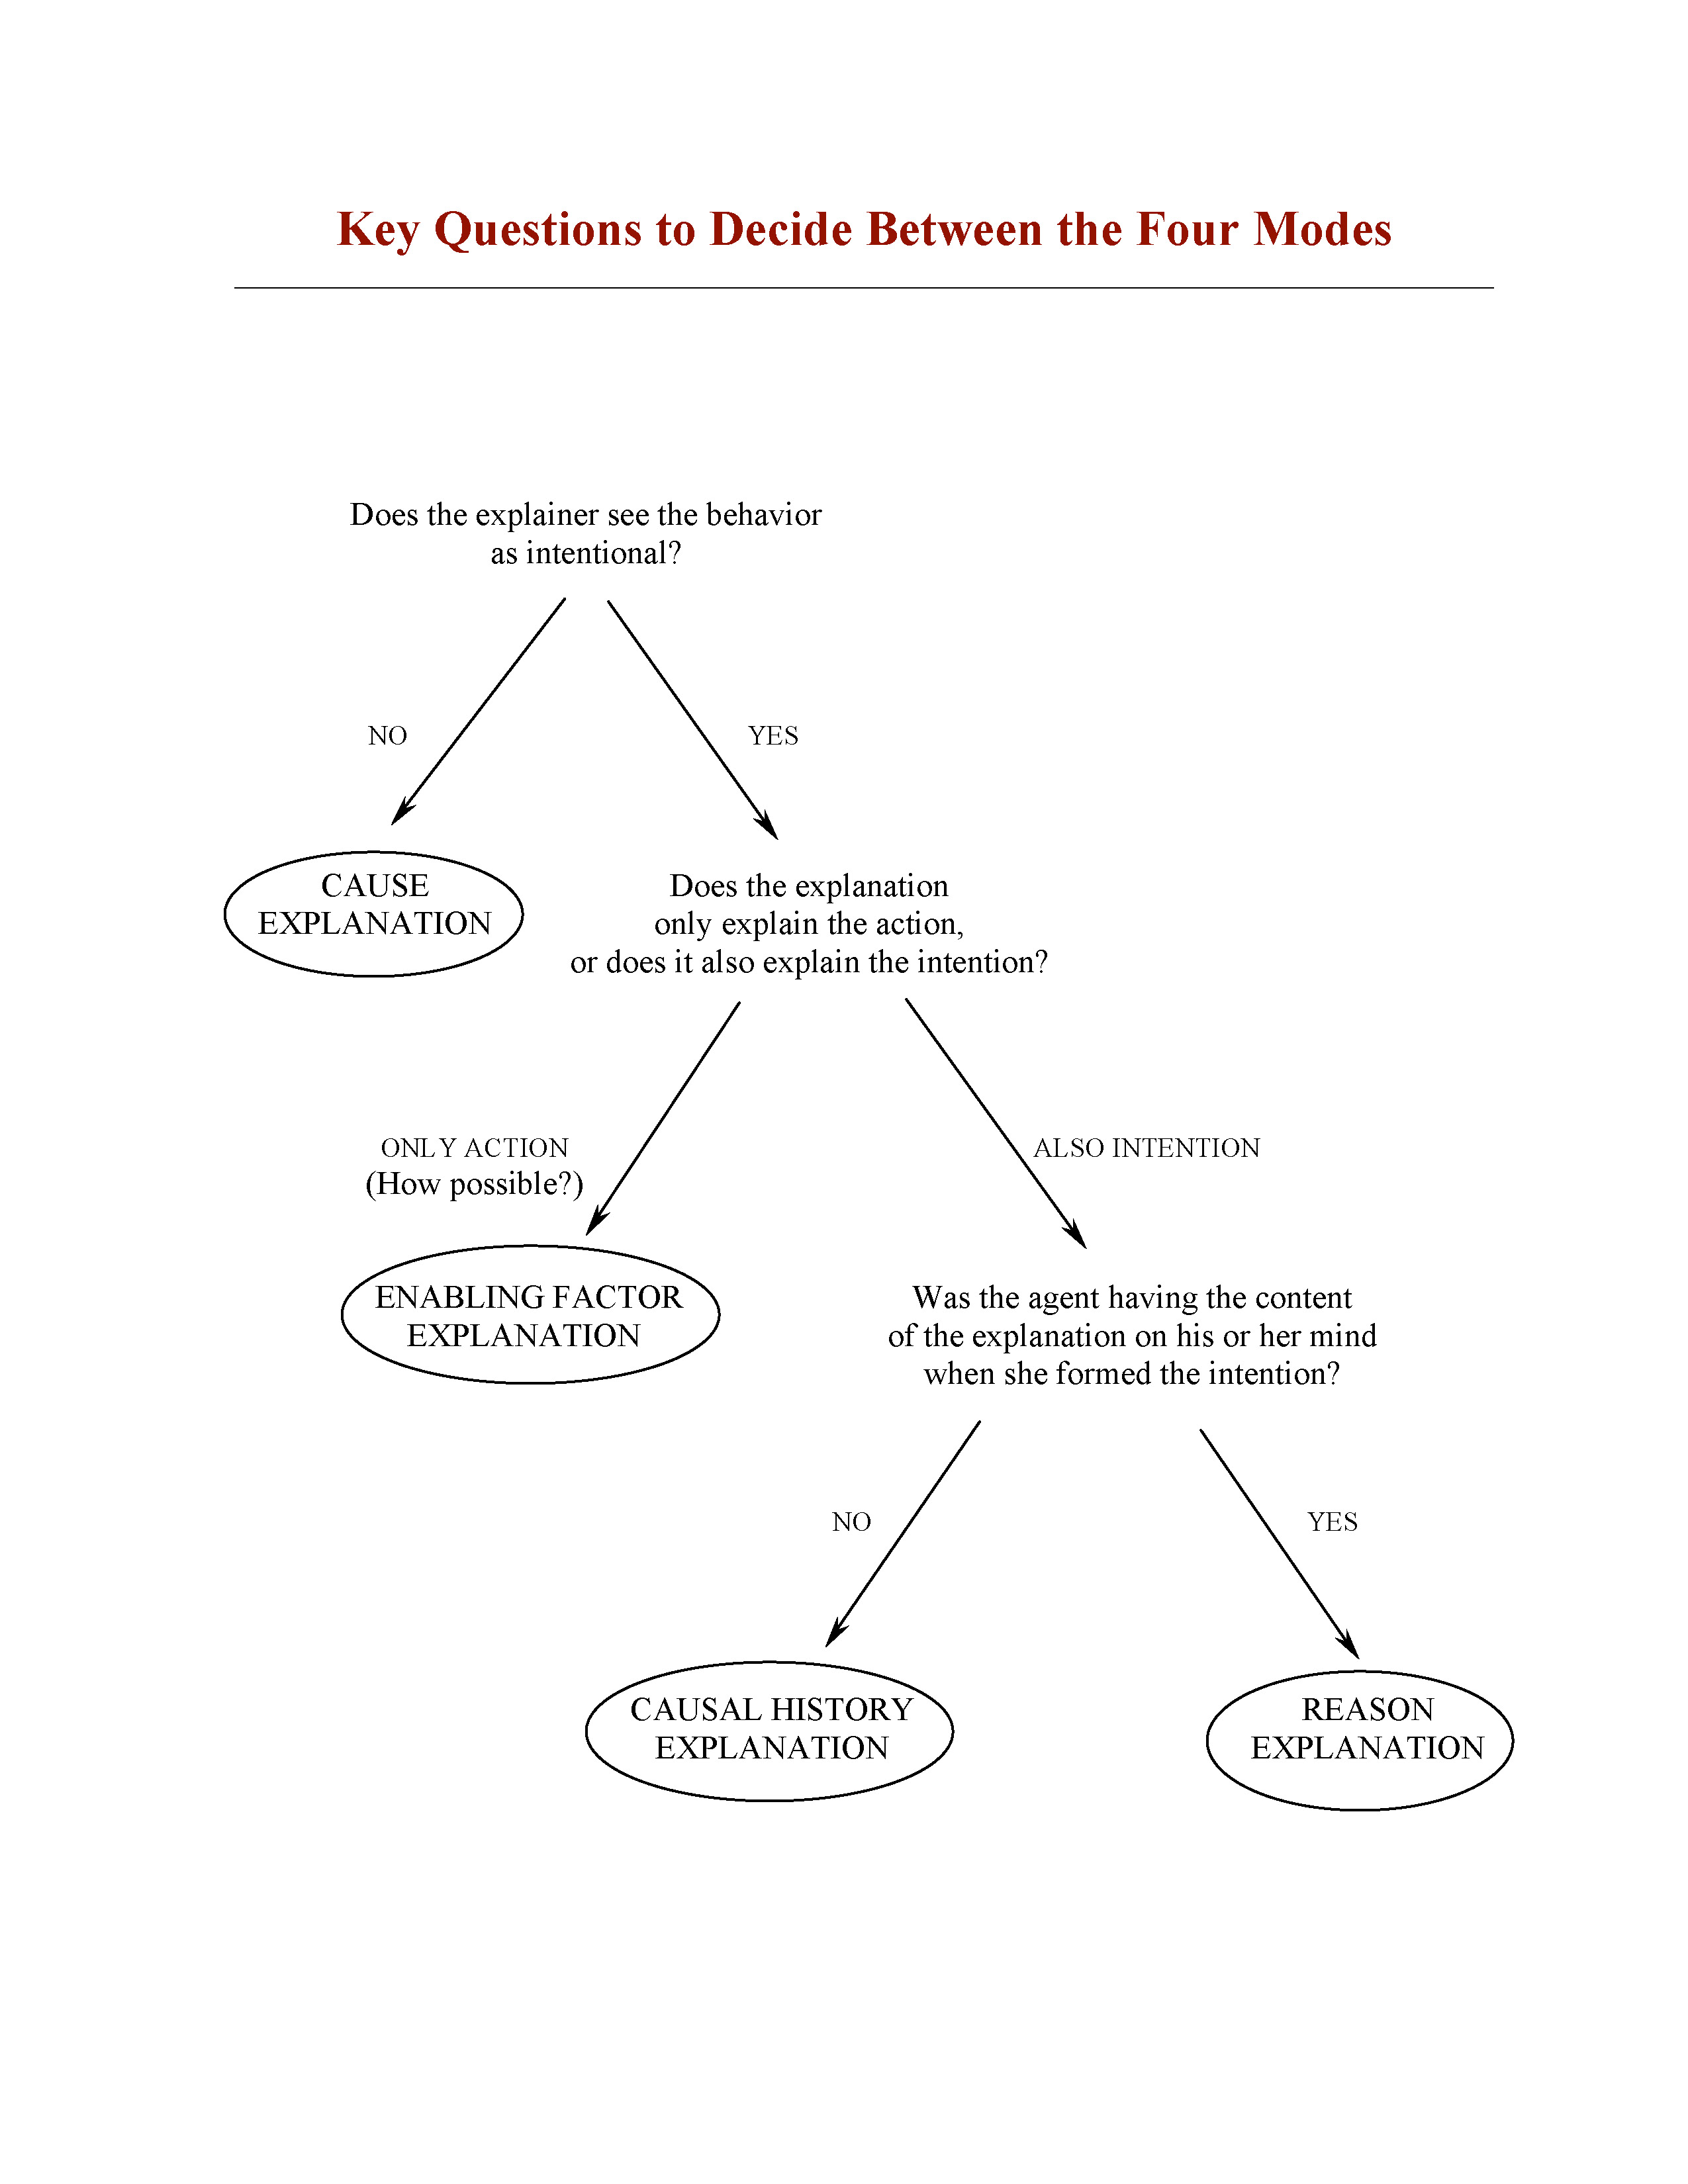 Key Questions to Decide Between the Four Modes
Does the explainer see the behavior
as intentional?
NO
YES
CAUSE
EXPLANATION
Does the explanation
only explain the action,
or does it also explain the intention?
ONLY ACTION
(How possible?)
ALSO INTENTION
ENABLING FACTOR
EXPLANATION
Was the agent having the content
of the explanation on his or her mind
when she formed the intention?
NO
YES
CAUSAL HISTORY
EXPLANATION
REASON
EXPLANATION